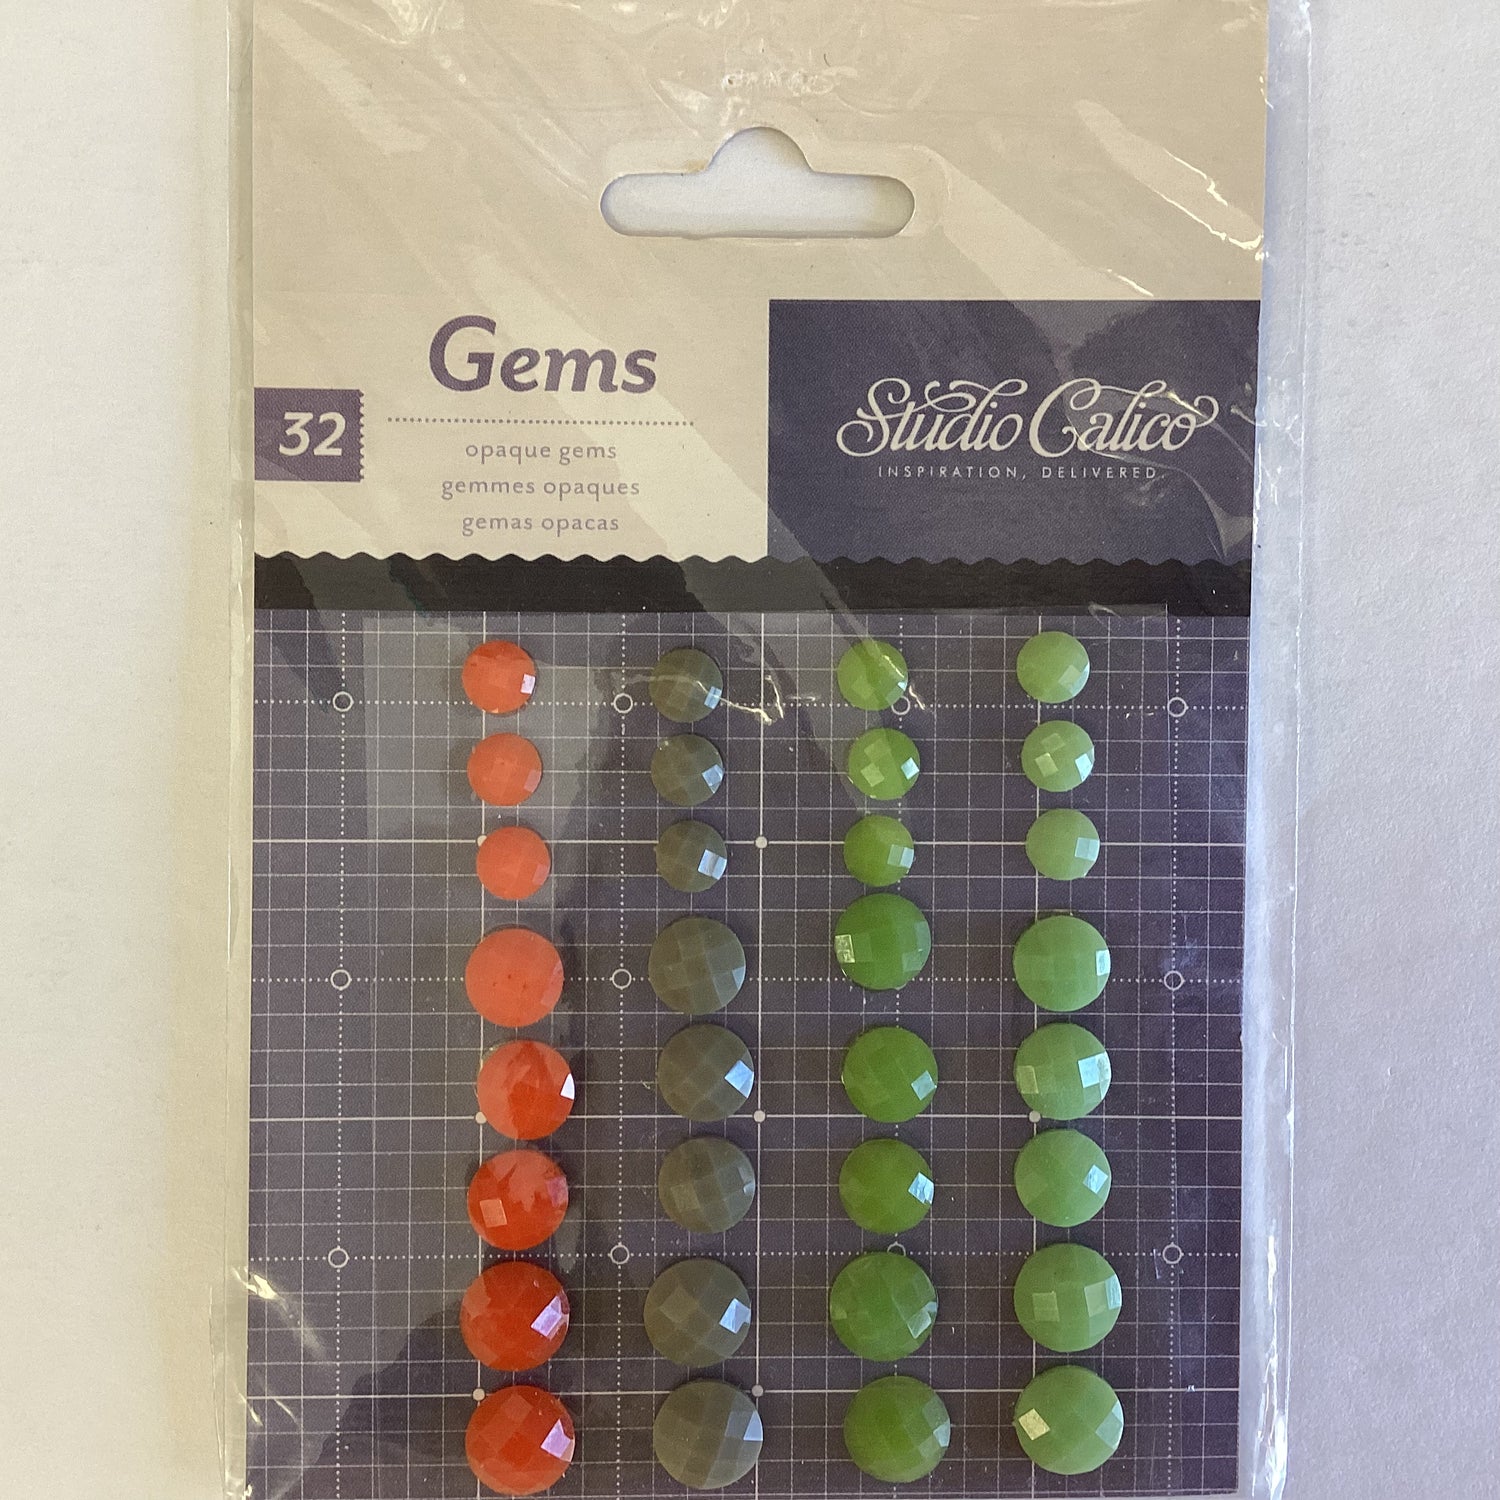 Gems
32
opaque gems
gemmes opaques
gemas opacas
Studio Calico
INSPIRATION, DELIVERED.